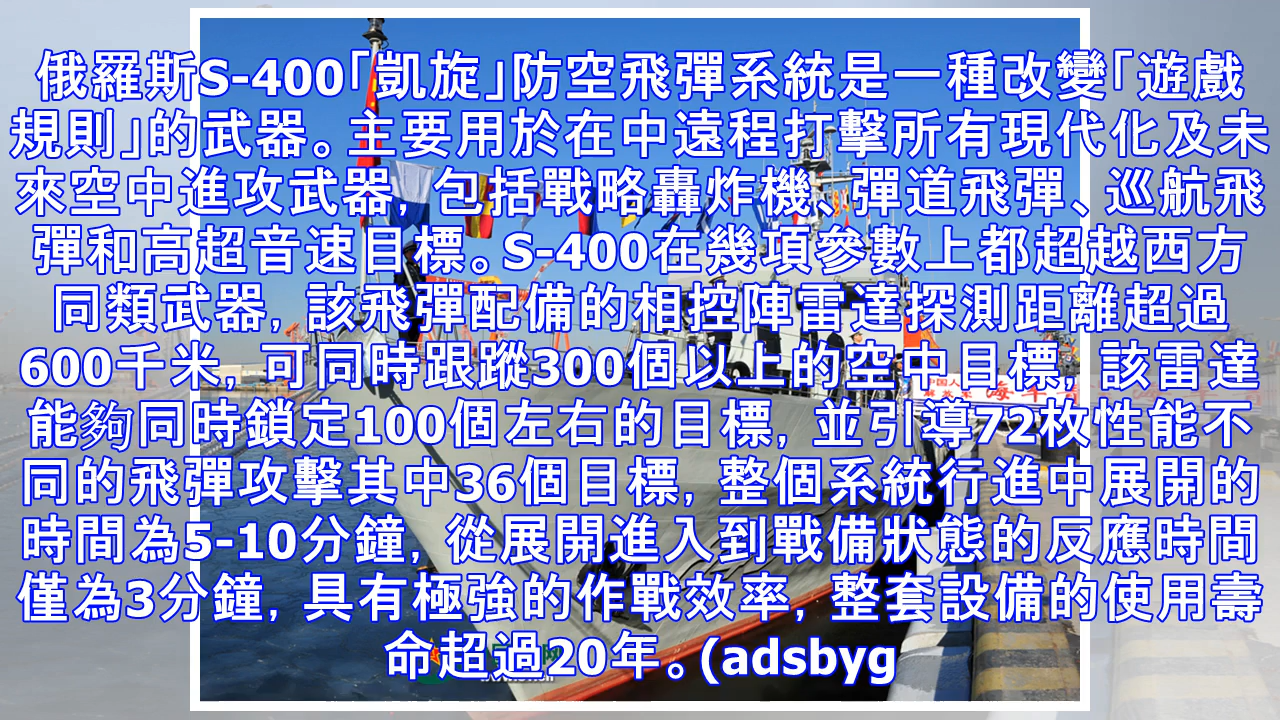 俄羅斯S-400「凱旋」防空飛彈系統是一種改變「遊戲
規則」的武器。主要用於在中遠程打擊所有現代化及未
來空中進攻武器, 包括戰略轟炸機、彈道飛彈、巡航飛
彈和高超音速目標。S-400在幾項參數上都超越西方
同類武器, 該飛彈配備的相控陣雷達探測距離超過
600千米, 可同時跟蹤300個以上的空中目標, 該雷達
能夠同時鎖定100個左右的目標, 並引導72枚性能不
同的飛彈攻擊其中36個目標, 整個系統行進中展開的
時間為5-10分鐘, 從展開進入到戰備狀態的反應時間
僅為3分鐘, 具有極強的作戰效率, 整套設備的使用壽
命超過20年。(adsbyg
中国人